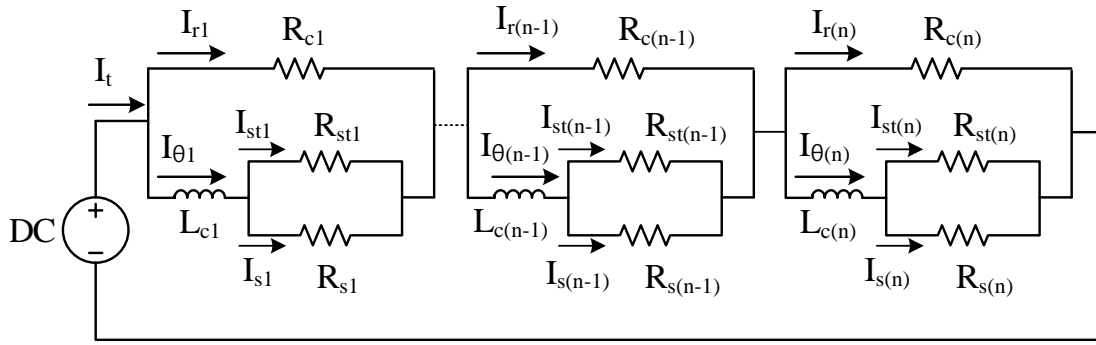 I_r1
R_c1
I_r(n-1)
R_c(n-1)
I_r(n)
R_c(n)
I_t
I_st1
R_st1
I_st(n-1)
R_st(n-1)
I_st(n)
R_st(n)
I_θ1
I_θ(n-1)
I_θ(n)
+
−
DC
L_c1
L_c(n-1)
L_c(n)
I_s1
R_s1
I_s(n-1)
R_s(n-1)
I_s(n)
R_s(n)